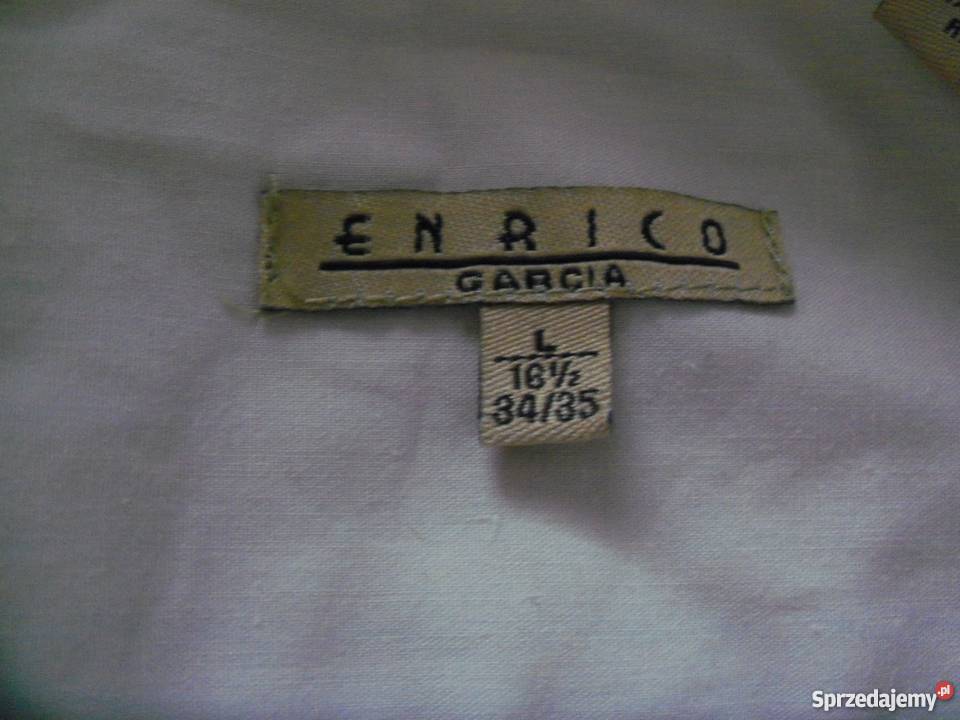 ENRICO
GARCIA
L
16½
34/35
Sprzedajemy.pl